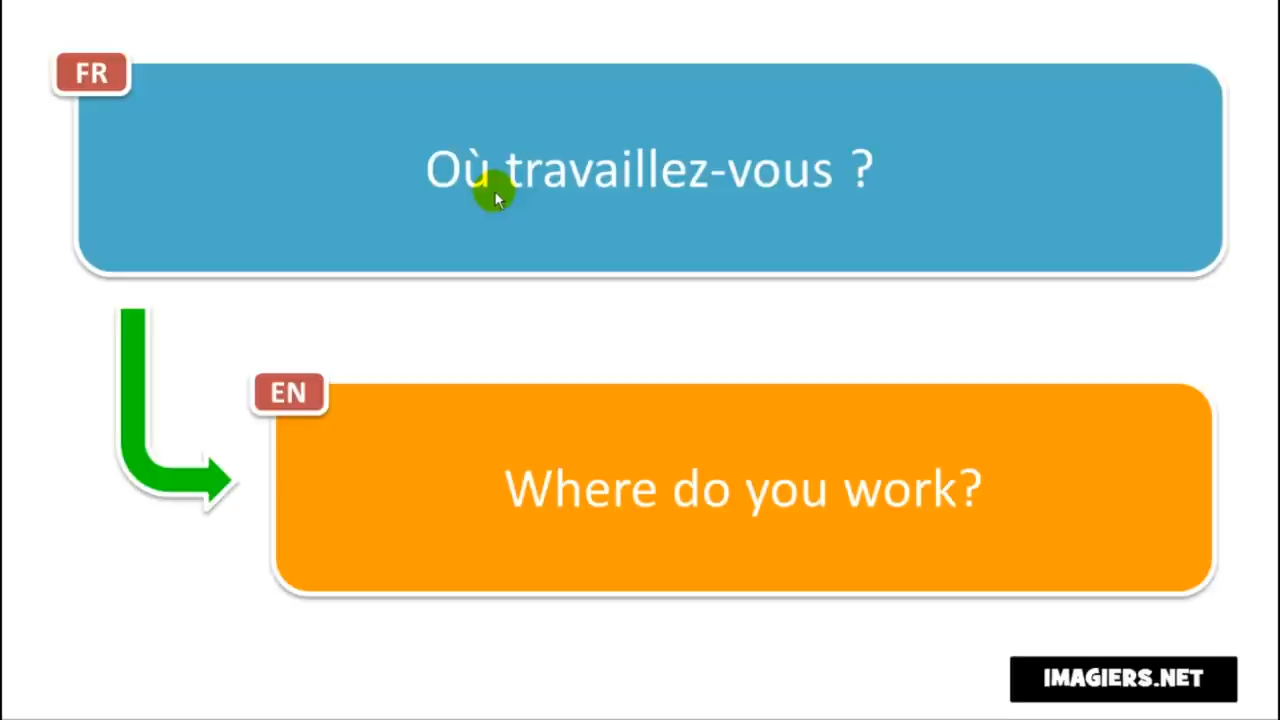 FR
Où travaillez-vous ?
EN
Where do you work?
IMAGIERS.NET